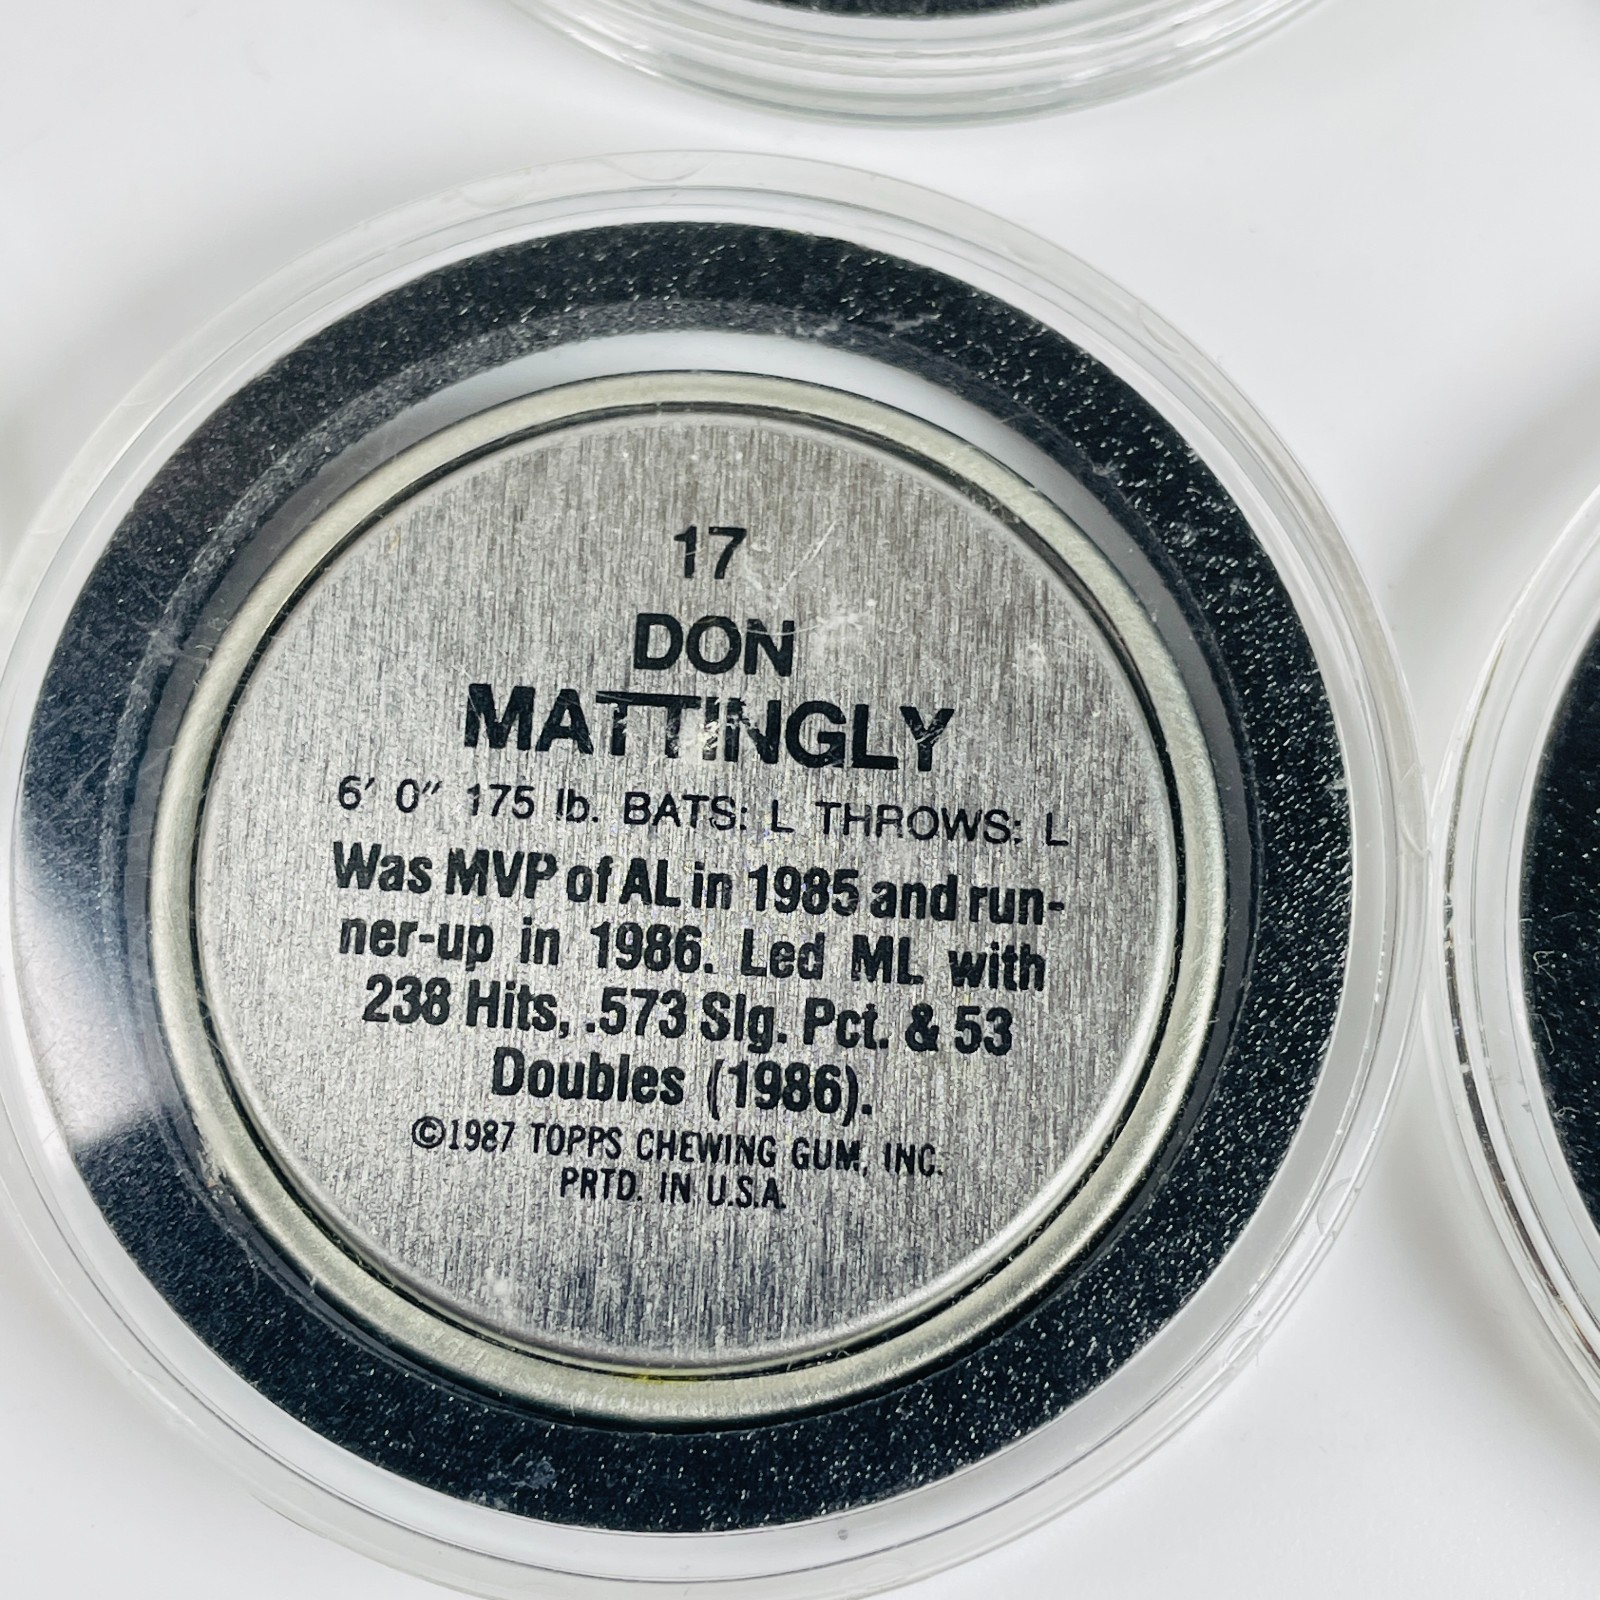 17
DON
MATTINGLY
6' 0" 175 lb. BATS: L THROWS: L
Was MVP of AL in 1985 and run-
ner-up in 1986. Led ML with
238 Hits, .573 Slg. Pct. & 53
Doubles (1986).
©1987 TOPPS CHEWING GUM, INC.
PRTD. IN U.S.A.